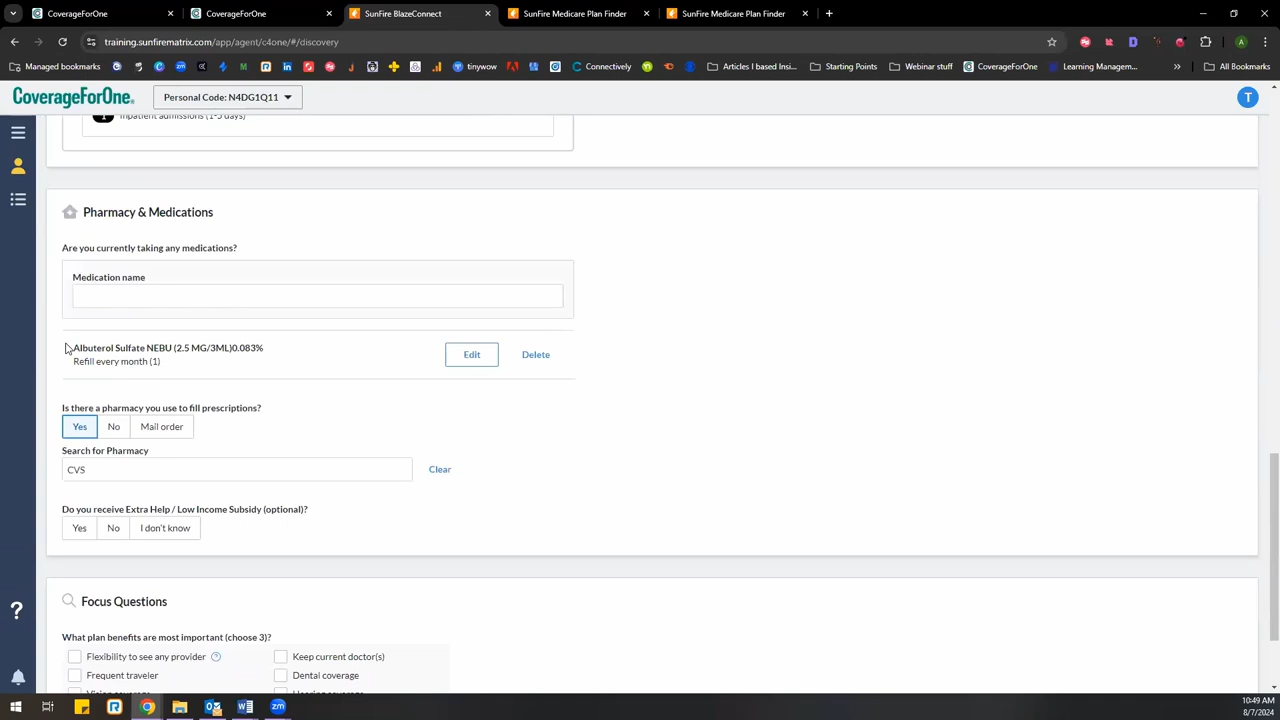 CoverageForOne
CoverageForOne
SunFire BlazeConnect
SunFire Medicare Plan Finder
SunFire Medicare Plan Finder
training.sunfirematrix.com/app/agent/c4one/#/discovery
Managed bookmarks
tinywow
Connectively
Articles I based Insi...
Starting Points
Webinar stuff
CoverageForOne
Learning Managem...
All Bookmarks
CoverageForOne.
Personal Code: N4DG1Q11
T
Inpatient admissions (1-5 days)
Pharmacy & Medications
Are you currently taking any medications?
Medication name
Albuterol Sulfate NEBU (2.5 MG/3ML)0.083%
Refill every month (1)
Edit
Delete
Is there a pharmacy you use to fill prescriptions?
Yes
No
Mail order
Search for Pharmacy
CVS
Clear
Do you receive Extra Help / Low Income Subsidy (optional)?
Yes
No
I don't know
Focus Questions
What plan benefits are most important (choose 3)?
Flexibility to see any provider
Keep current doctor(s)
Frequent traveler
Dental coverage
Vision coverage
Hearing coverage
10:49 AM
8/7/2024